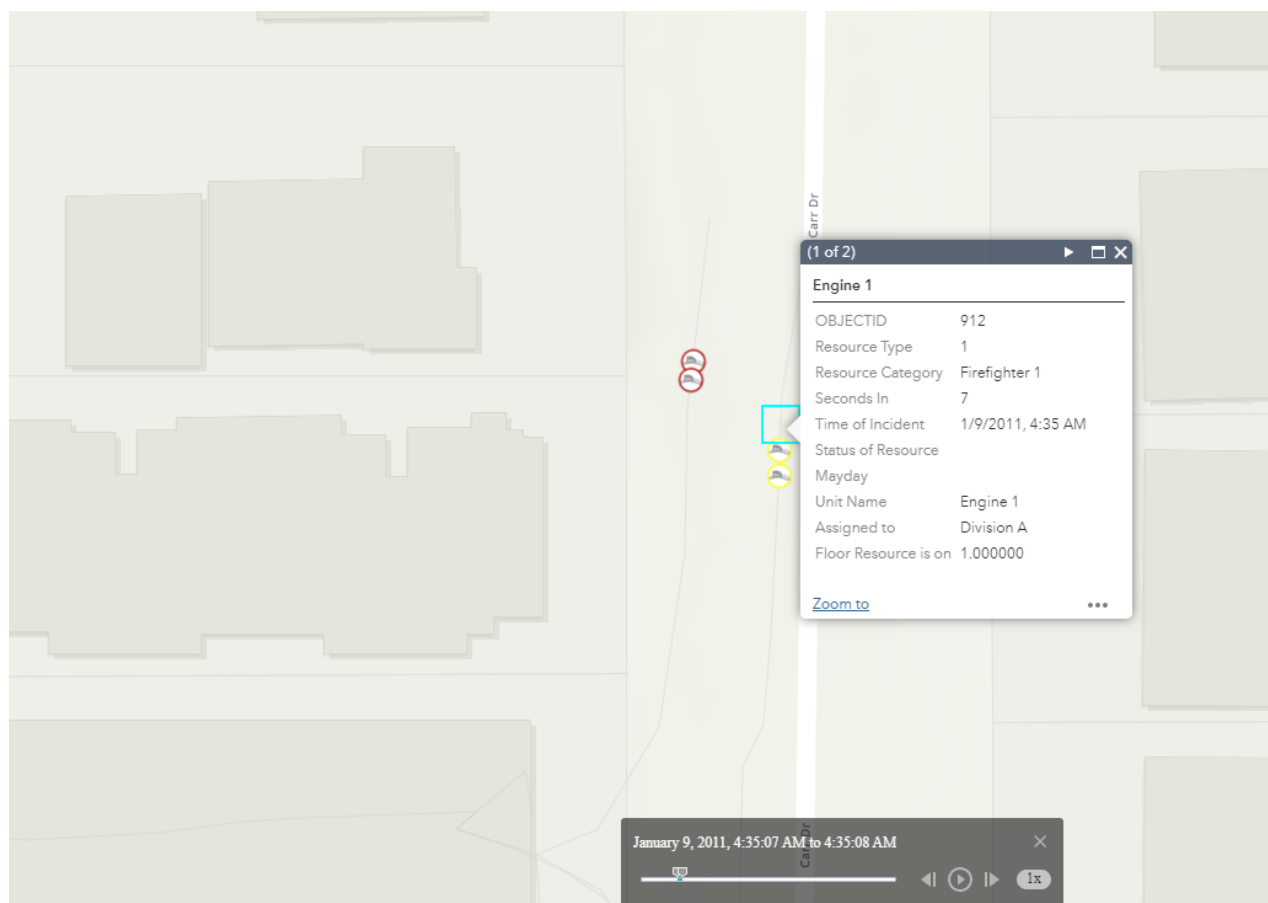 Carr Dr
(1 of 2)
Engine 1
OBJECTID 912
Resource Type 1
Resource Category Firefighter 1
Seconds In 7
Time of Incident 1/9/2011, 4:35 AM
Status of Resource
Mayday
Unit Name Engine 1
Assigned to Division A
Floor Resource is on 1.000000
Zoom to
January 9, 2011, 4:35:07 AM to 4:35:08 AM
Carr Dr
1x